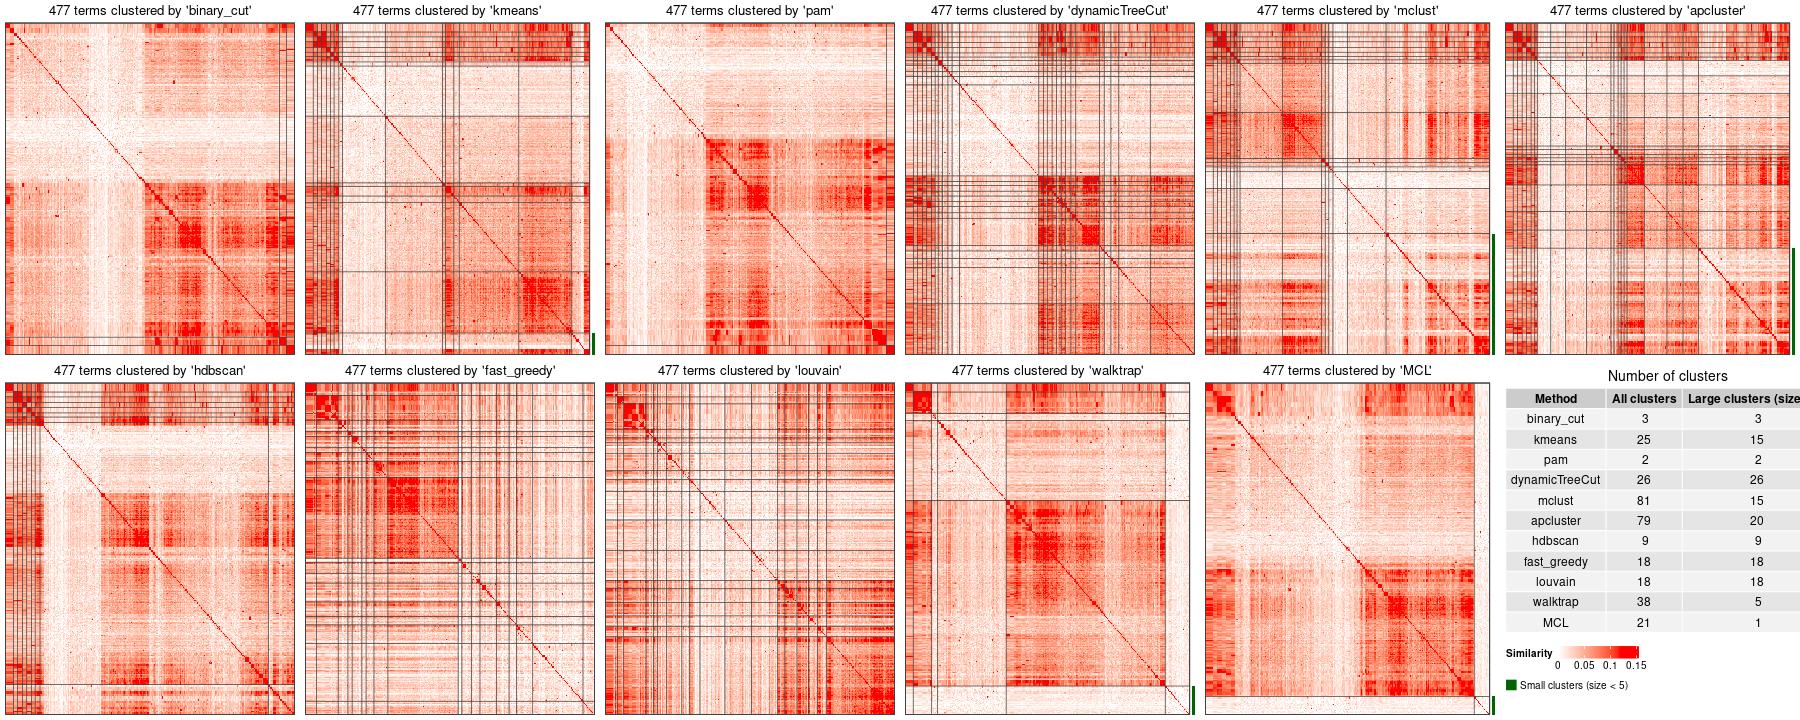 477 terms clustered by 'binary_cut'
477 terms clustered by 'kmeans'
477 terms clustered by 'pam'
477 terms clustered by 'dynamicTreeCut'
477 terms clustered by 'mclust'
477 terms clustered by 'apcluster'
477 terms clustered by 'hdbscan'
477 terms clustered by 'fast_greedy'
477 terms clustered by 'louvain'
477 terms clustered by 'walktrap'
477 terms clustered by 'MCL'
Number of clusters
Method All clusters Large clusters (size
binary_cut 3 3
kmeans 25 15
pam 2 2
dynamicTreeCut 26 26
mclust 81 15
apcluster 79 20
hdbscan 9 9
fast_greedy 18 18
louvain 18 18
walktrap 38 5
MCL 21 1
Similarity
0 0.05 0.1 0.15
Small clusters (size < 5)